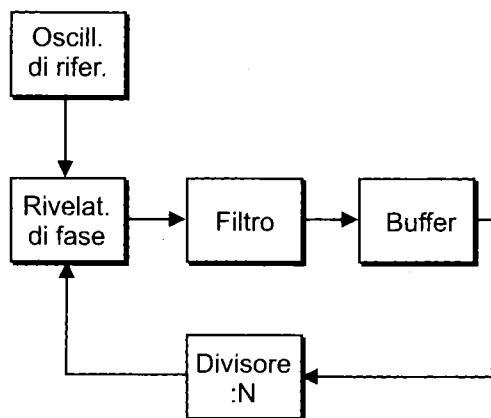 Oscill.
di rifer.
Rivelat.
di fase
Filtro
Buffer
Divisore
:N